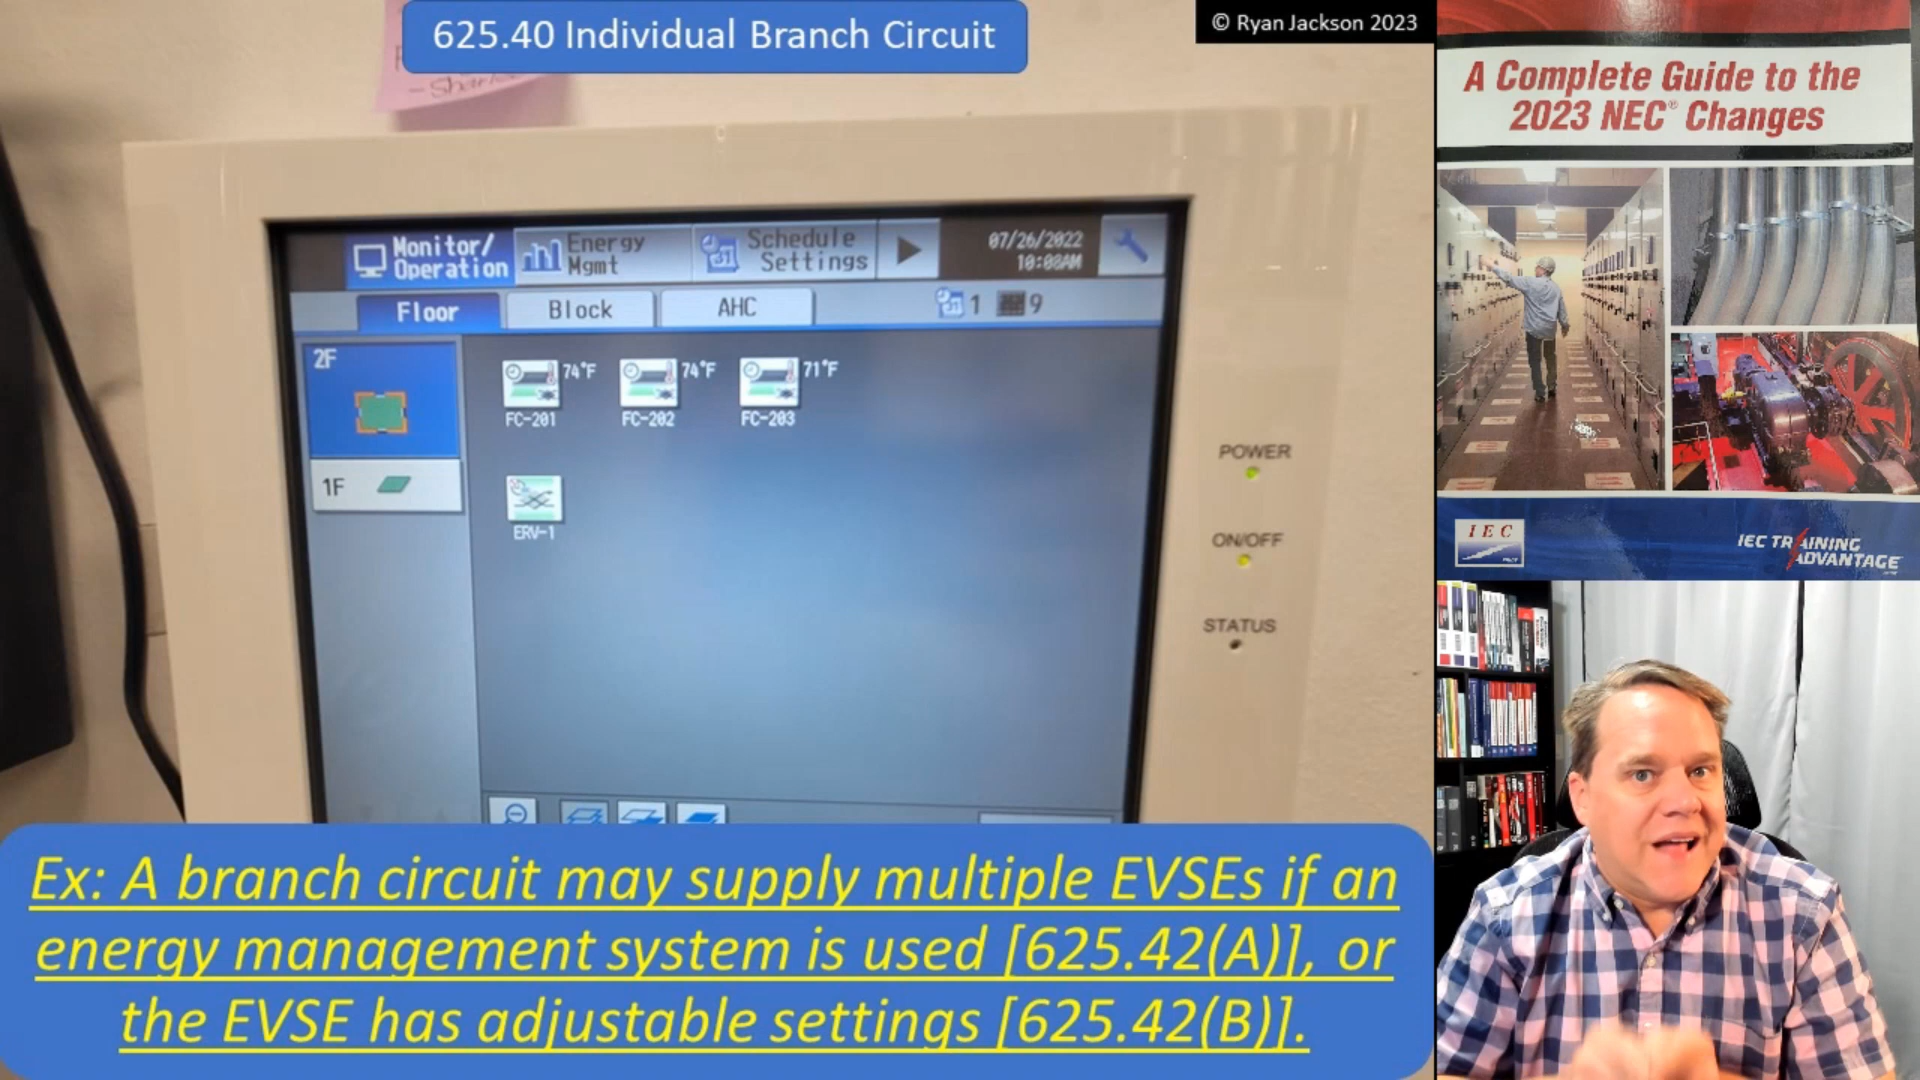 625.40 Individual Branch Circuit
© Ryan Jackson 2023
Monitor/
Operation
Energy
Mgmt
Schedule
Settings
07/26/2022
10:08AM
Floor
Block
AHC
1
9
2F
1F
74°F
74°F
71°F
FC-201
FC-202
FC-203
ERV-1
POWER
ON/OFF
STATUS
Ex: A branch circuit may supply multiple EVSEs if an
energy management system is used [625.42(A)], or
the EVSE has adjustable settings [625.42(B)].
A Complete Guide to the
2023 NEC® Changes
IEC
IEC TRAINING
ADVANTAGE